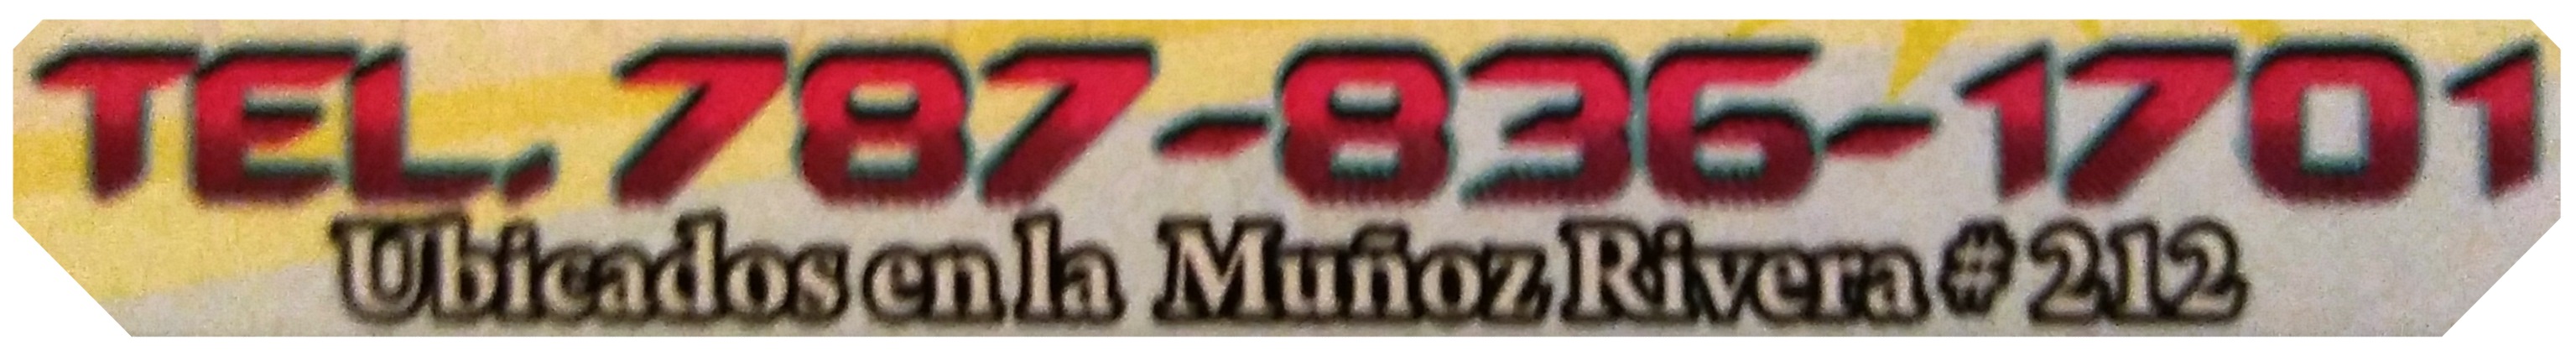 TEL. 787-836-1701
Ubicados en la Muñoz Rivera # 212